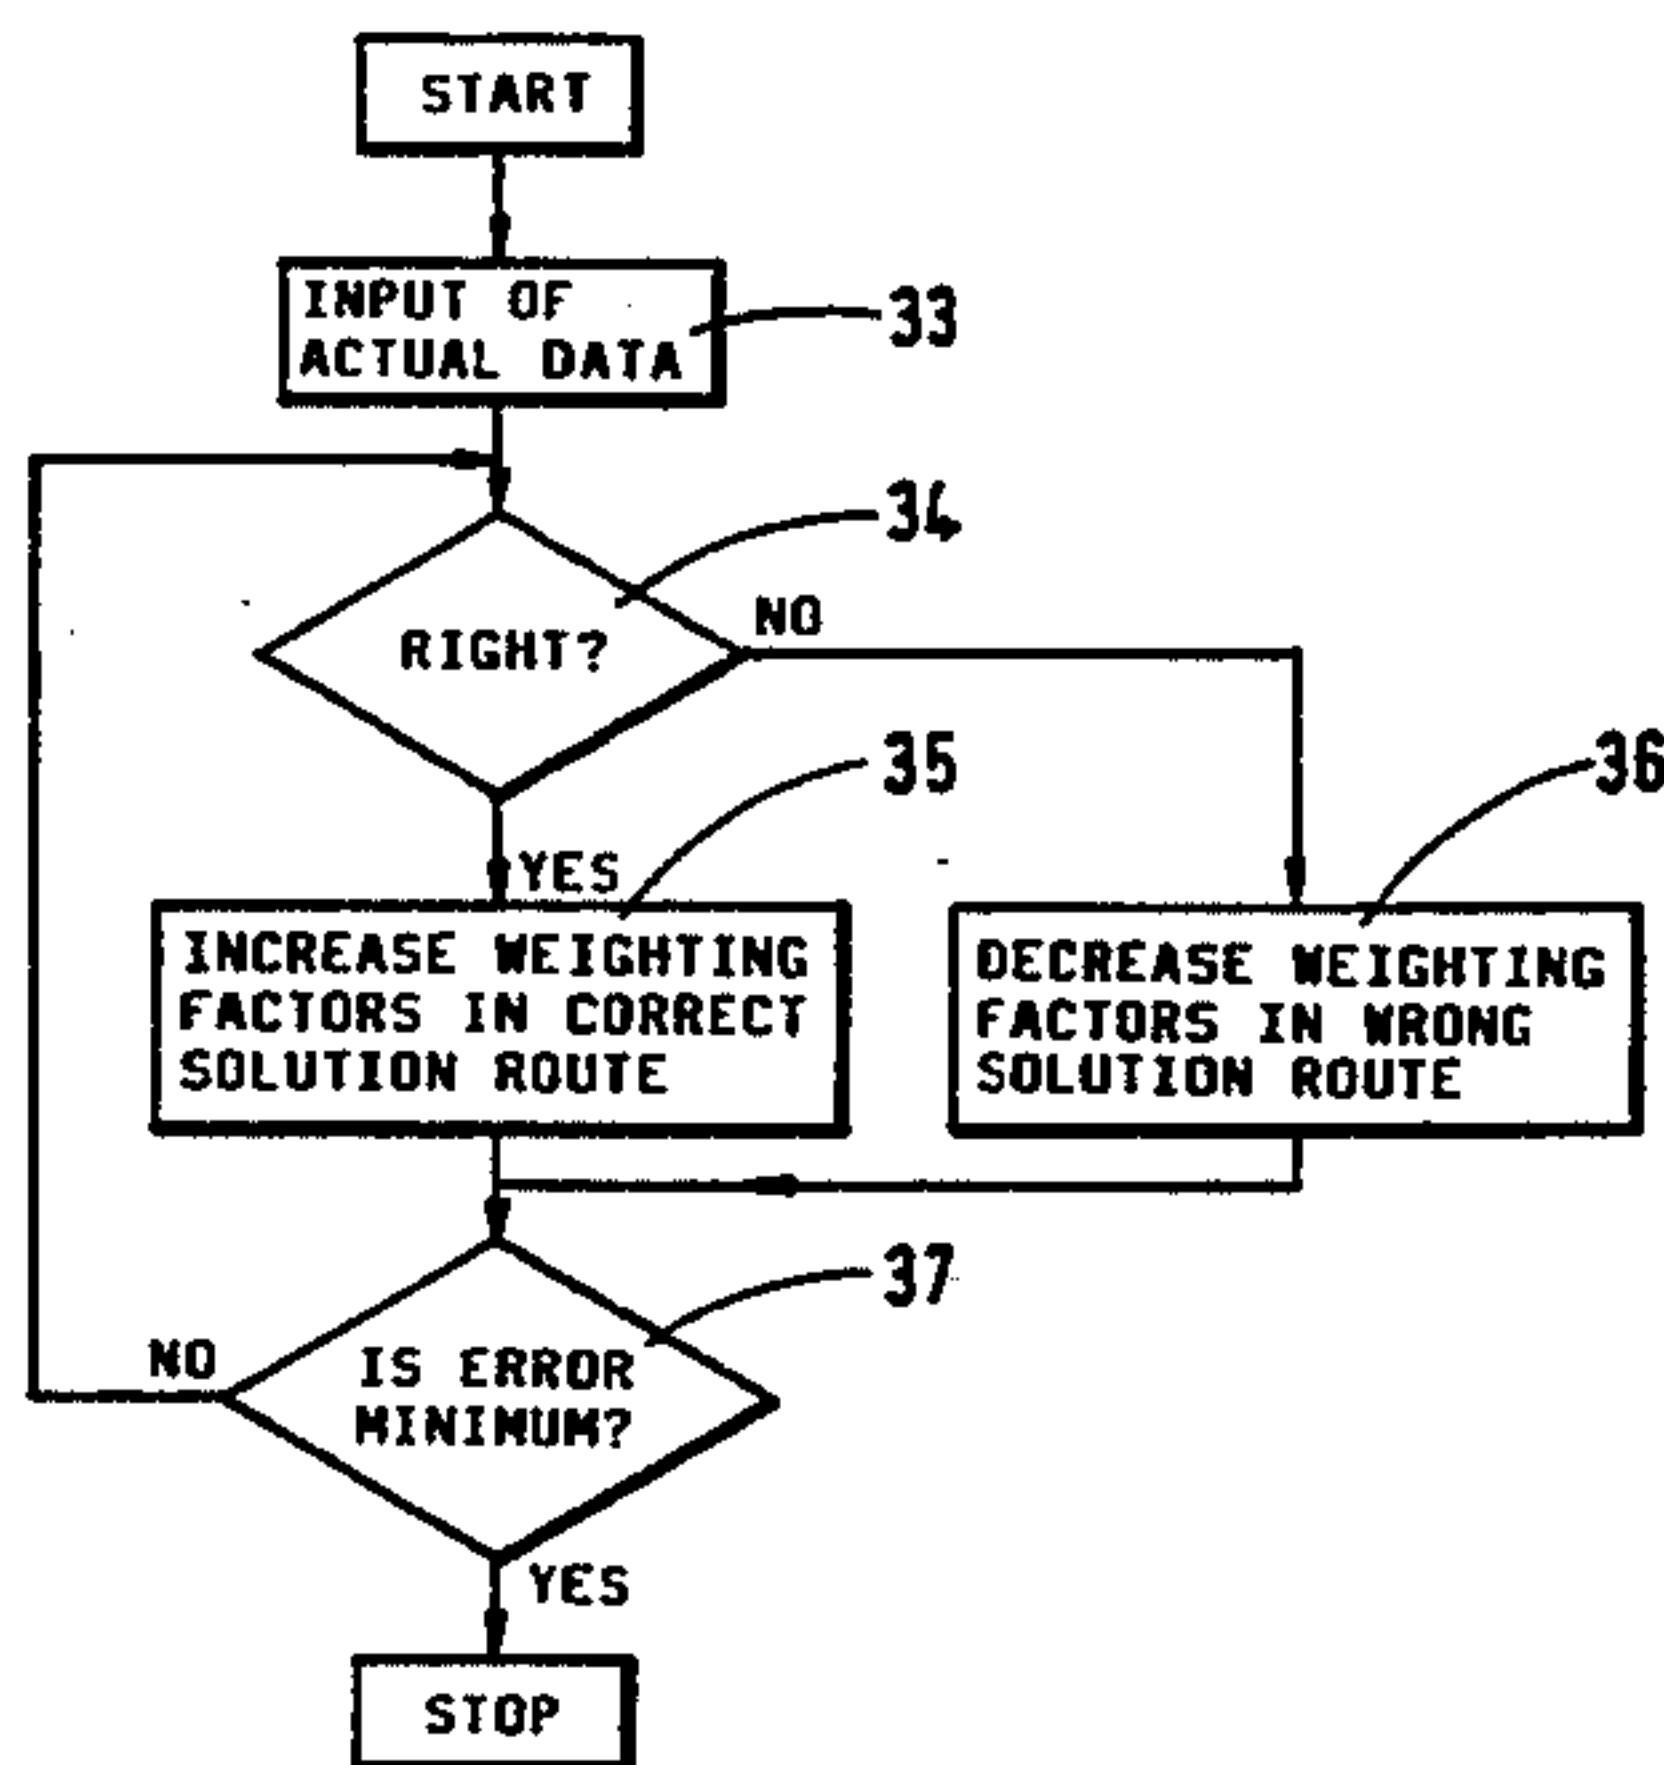 START
INPUT OF
ACTUAL DATA
33
34
RIGHT?
NO
YES
35
36
INCREASE WEIGHTING
FACTORS IN CORRECT
SOLUTION ROUTE
DECREASE WEIGHTING
FACTORS IN WRONG
SOLUTION ROUTE
37
NO
IS ERROR
MINIMUM?
YES
STOP